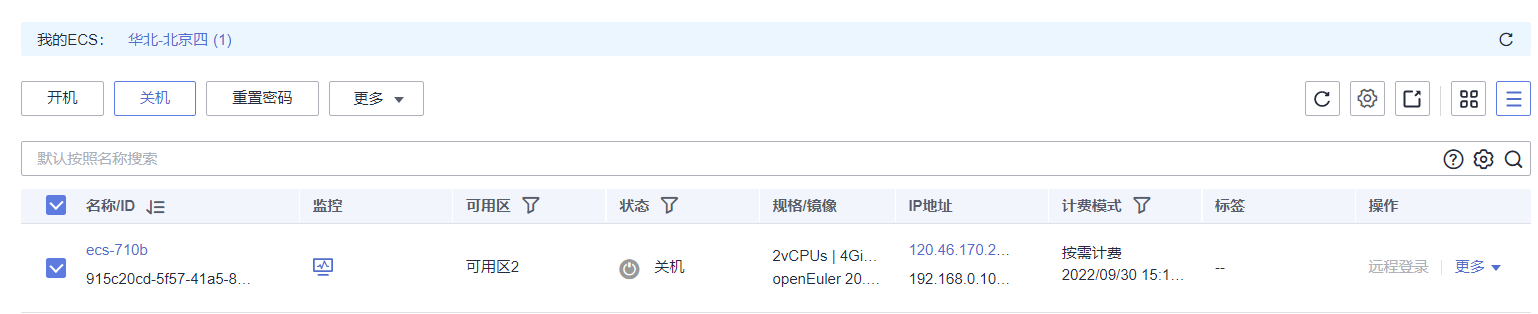 我的ECS： 华北-北京四 (1)
开机 关机 重置密码 更多
默认按照名称搜索
名称/ID 监控 可用区 状态 规格/镜像 IP地址 计费模式 标签 操作
ecs-710b
915c20cd-5f57-41a5-8...
可用区2
关机
2vCPUs | 4Gi...
openEuler 20....
120.46.170.2...
192.168.0.10...
按需计费
2022/09/30 15:1...
--
远程登录 更多